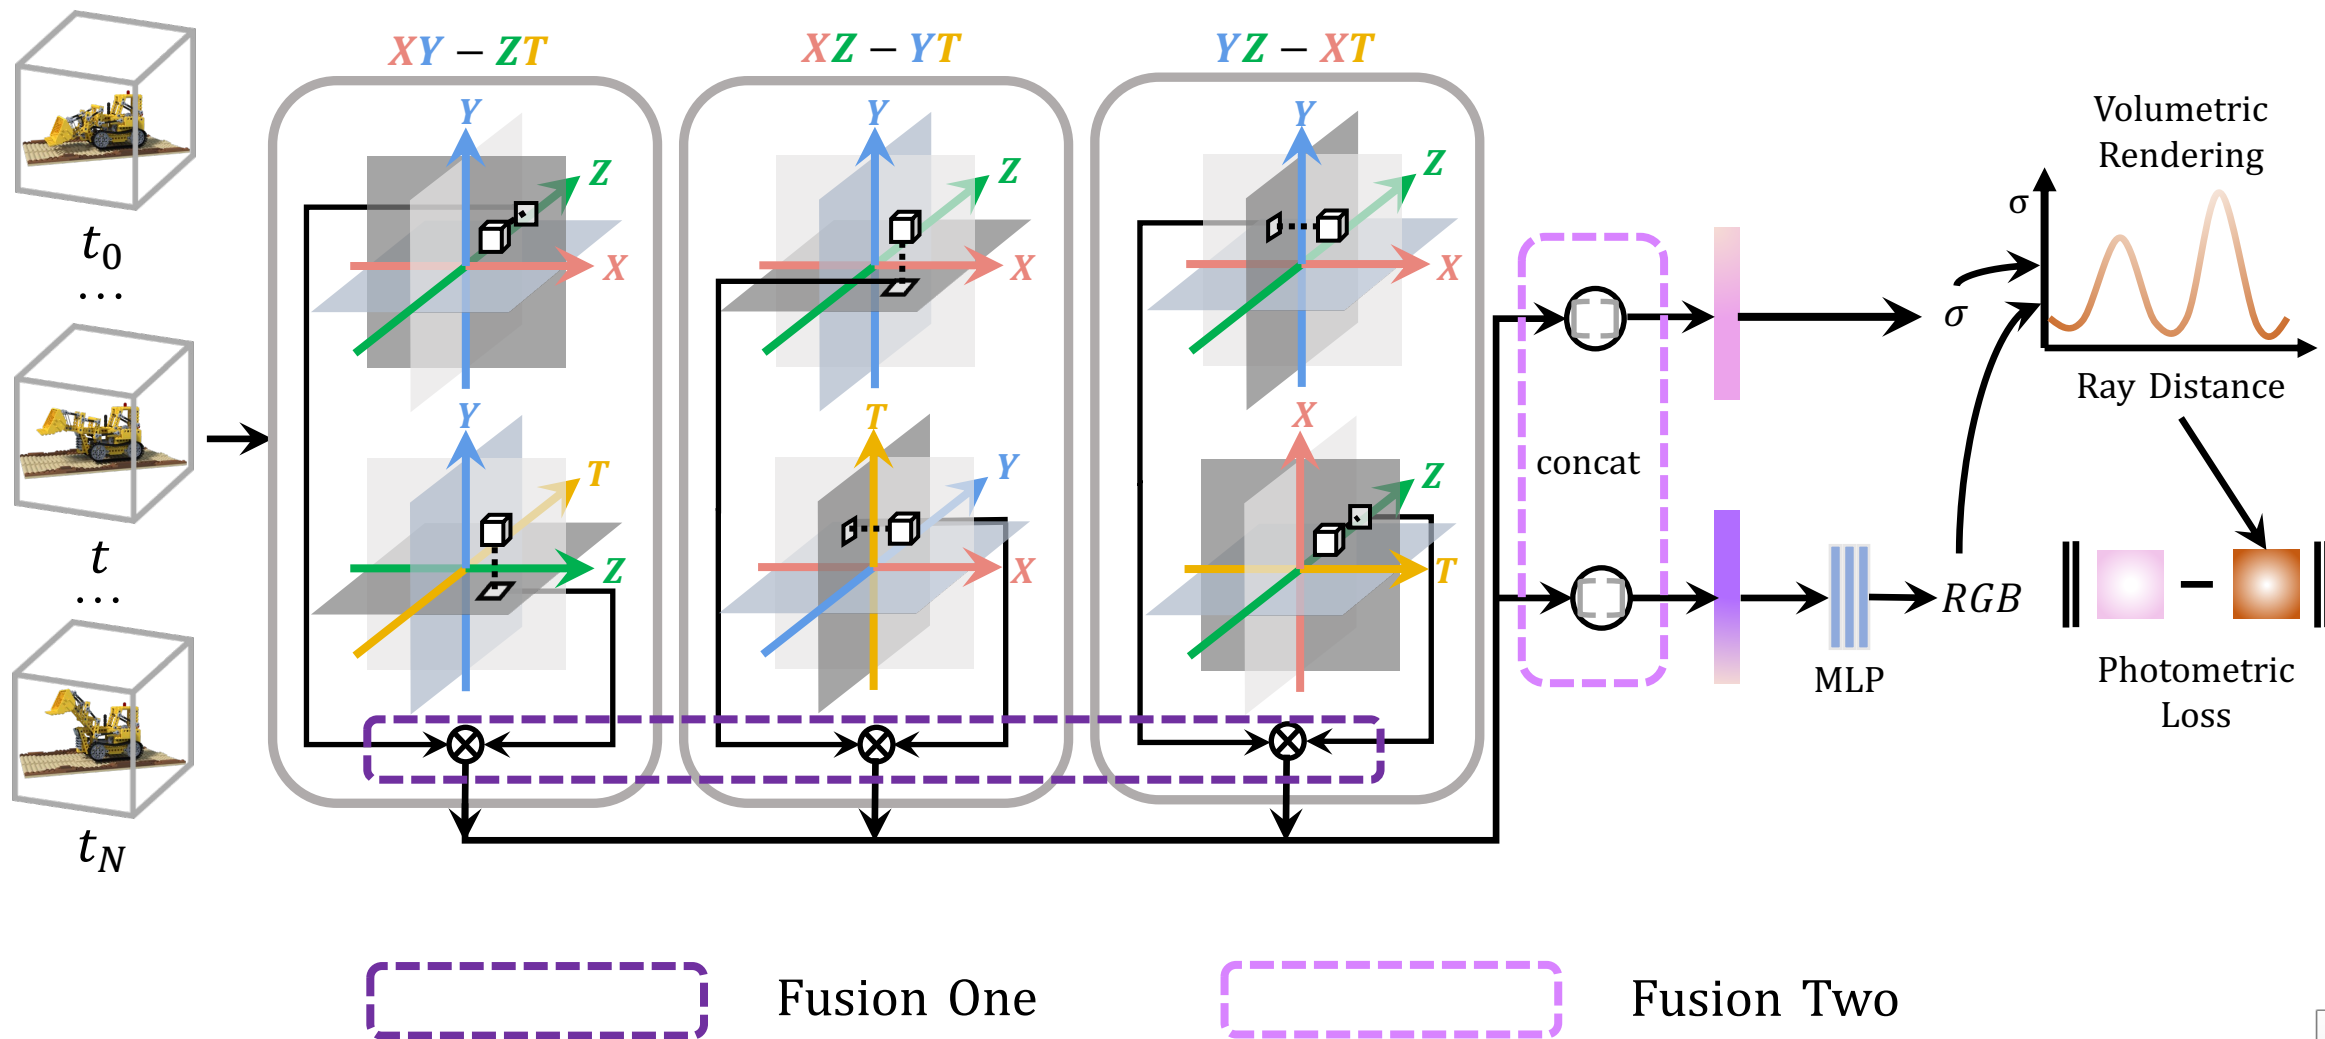 XY − ZT
XZ − YT
YZ − XT
t0
...
t
...
tN
Y
Z
X
Y
T
Z
Y
Z
X
T
Y
X
Y
Z
X
X
Z
T
concat
σ
RGB
MLP
Volumetric
Rendering
σ
Ray Distance
Photometric
Loss
Fusion One
Fusion Two